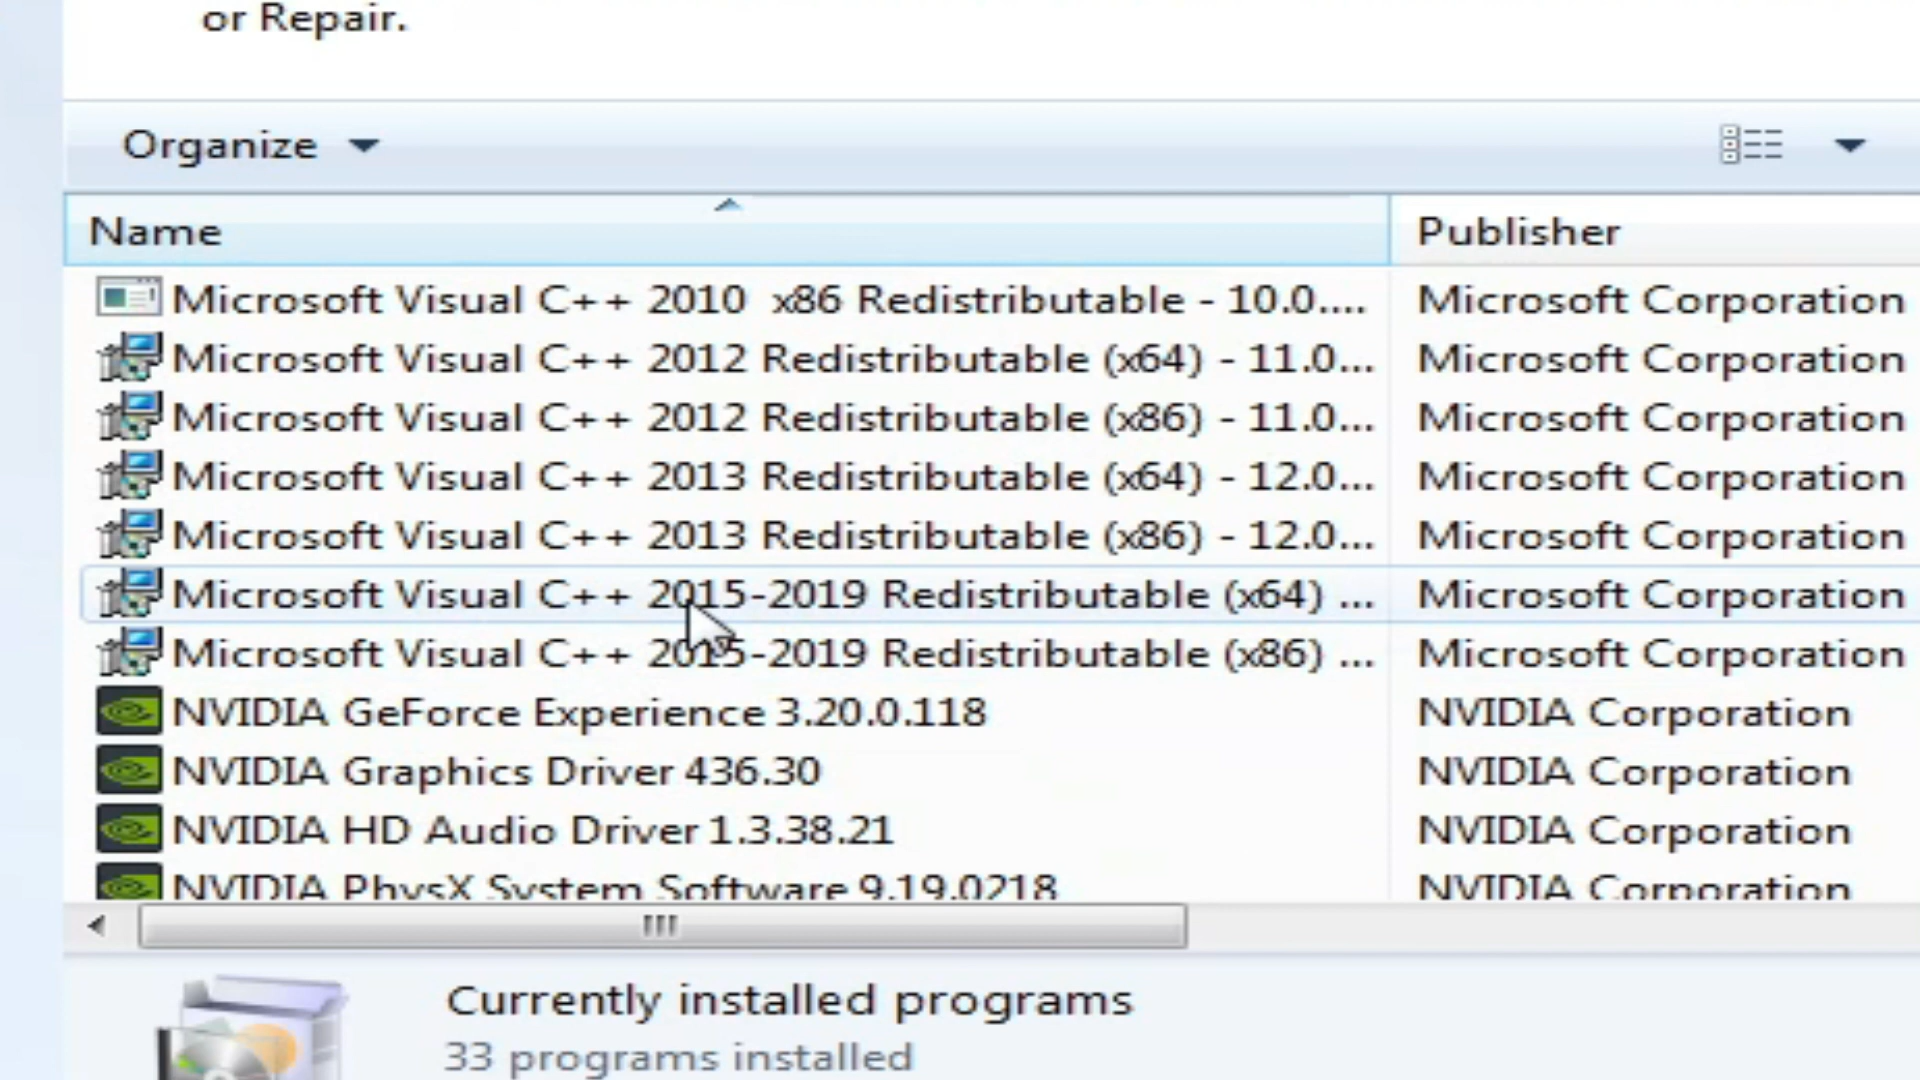 or Repair.
Organize
Name Publisher
Microsoft Visual C++ 2010 x86 Redistributable - 10.0.... Microsoft Corporation
Microsoft Visual C++ 2012 Redistributable (x64) - 11.0... Microsoft Corporation
Microsoft Visual C++ 2012 Redistributable (x86) - 11.0... Microsoft Corporation
Microsoft Visual C++ 2013 Redistributable (x64) - 12.0... Microsoft Corporation
Microsoft Visual C++ 2013 Redistributable (x86) - 12.0... Microsoft Corporation
Microsoft Visual C++ 2015-2019 Redistributable (x64) ... Microsoft Corporation
Microsoft Visual C++ 2015-2019 Redistributable (x86) ... Microsoft Corporation
NVIDIA GeForce Experience 3.20.0.118 NVIDIA Corporation
NVIDIA Graphics Driver 436.30 NVIDIA Corporation
NVIDIA HD Audio Driver 1.3.38.21 NVIDIA Corporation
NVIDIA PhysX System Software 9.19.0218 NVIDIA Corporation
Currently installed programs
33 programs installed